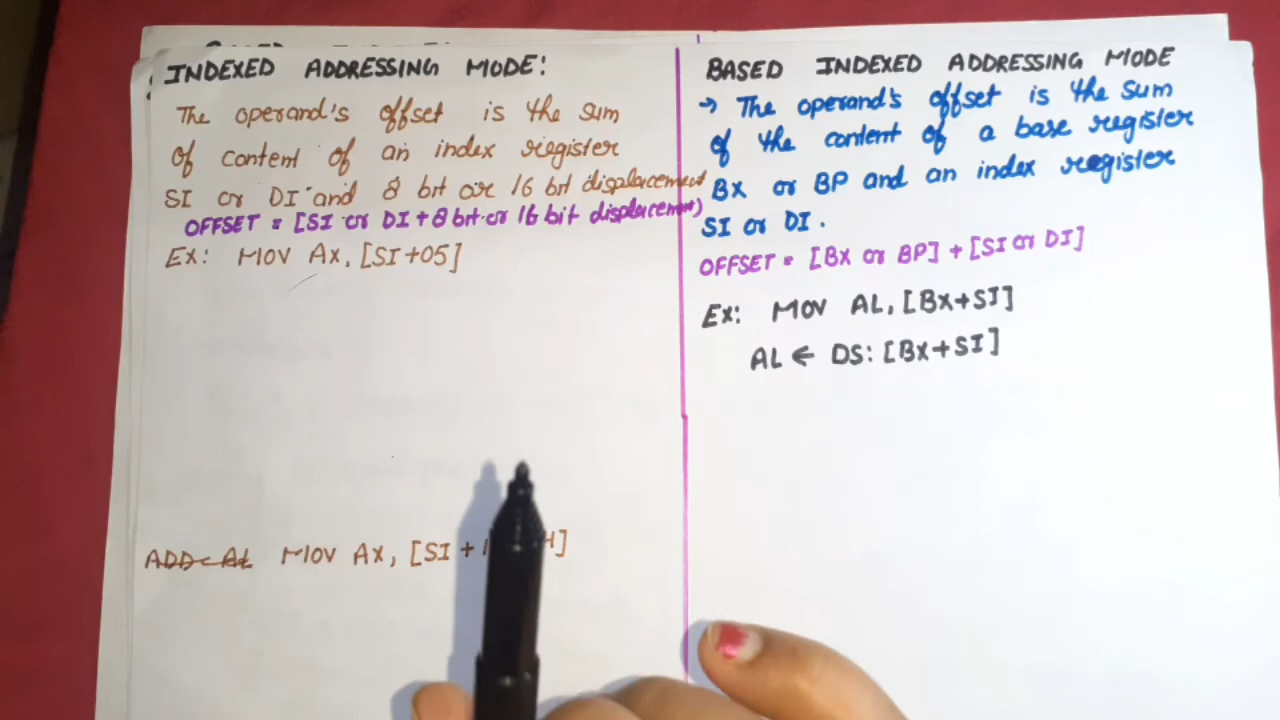 INDEXED ADDRESSING MODE:
The operand's offset is the sum
of content of an index register
SI or DI and 8 bit or 16 bit displacement
OFFSET = [SI or DI + 8 bit or 16 bit displacement)
Ex: MOV Ax, [SI+05]
ADD AL MOV Ax, [SI + H]
BASED INDEXED ADDRESSING MODE
→ The operand's offset is the sum
of the content of a base register
BX or BP and an index register
SI or DI.
OFFSET = [BX or BP] + [SI or DI]
Ex: MOV AL, [Bx+SI]
AL ← DS: [Bx+SI]